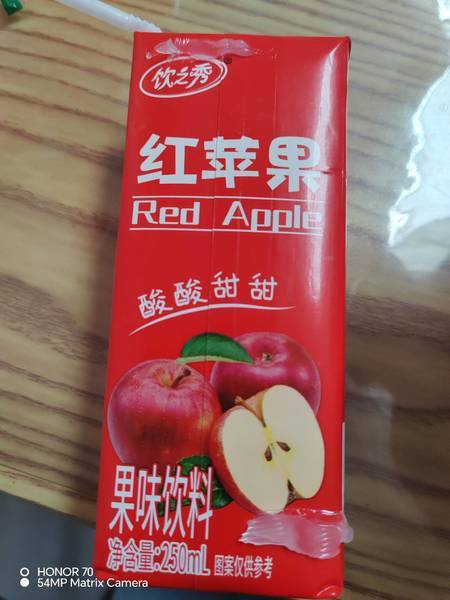 饮之秀®
红苹果
Red Apple
酸酸甜甜
果味饮料
净含量:250mL 图案仅供参考
HONOR 70
54MP Matrix Camera